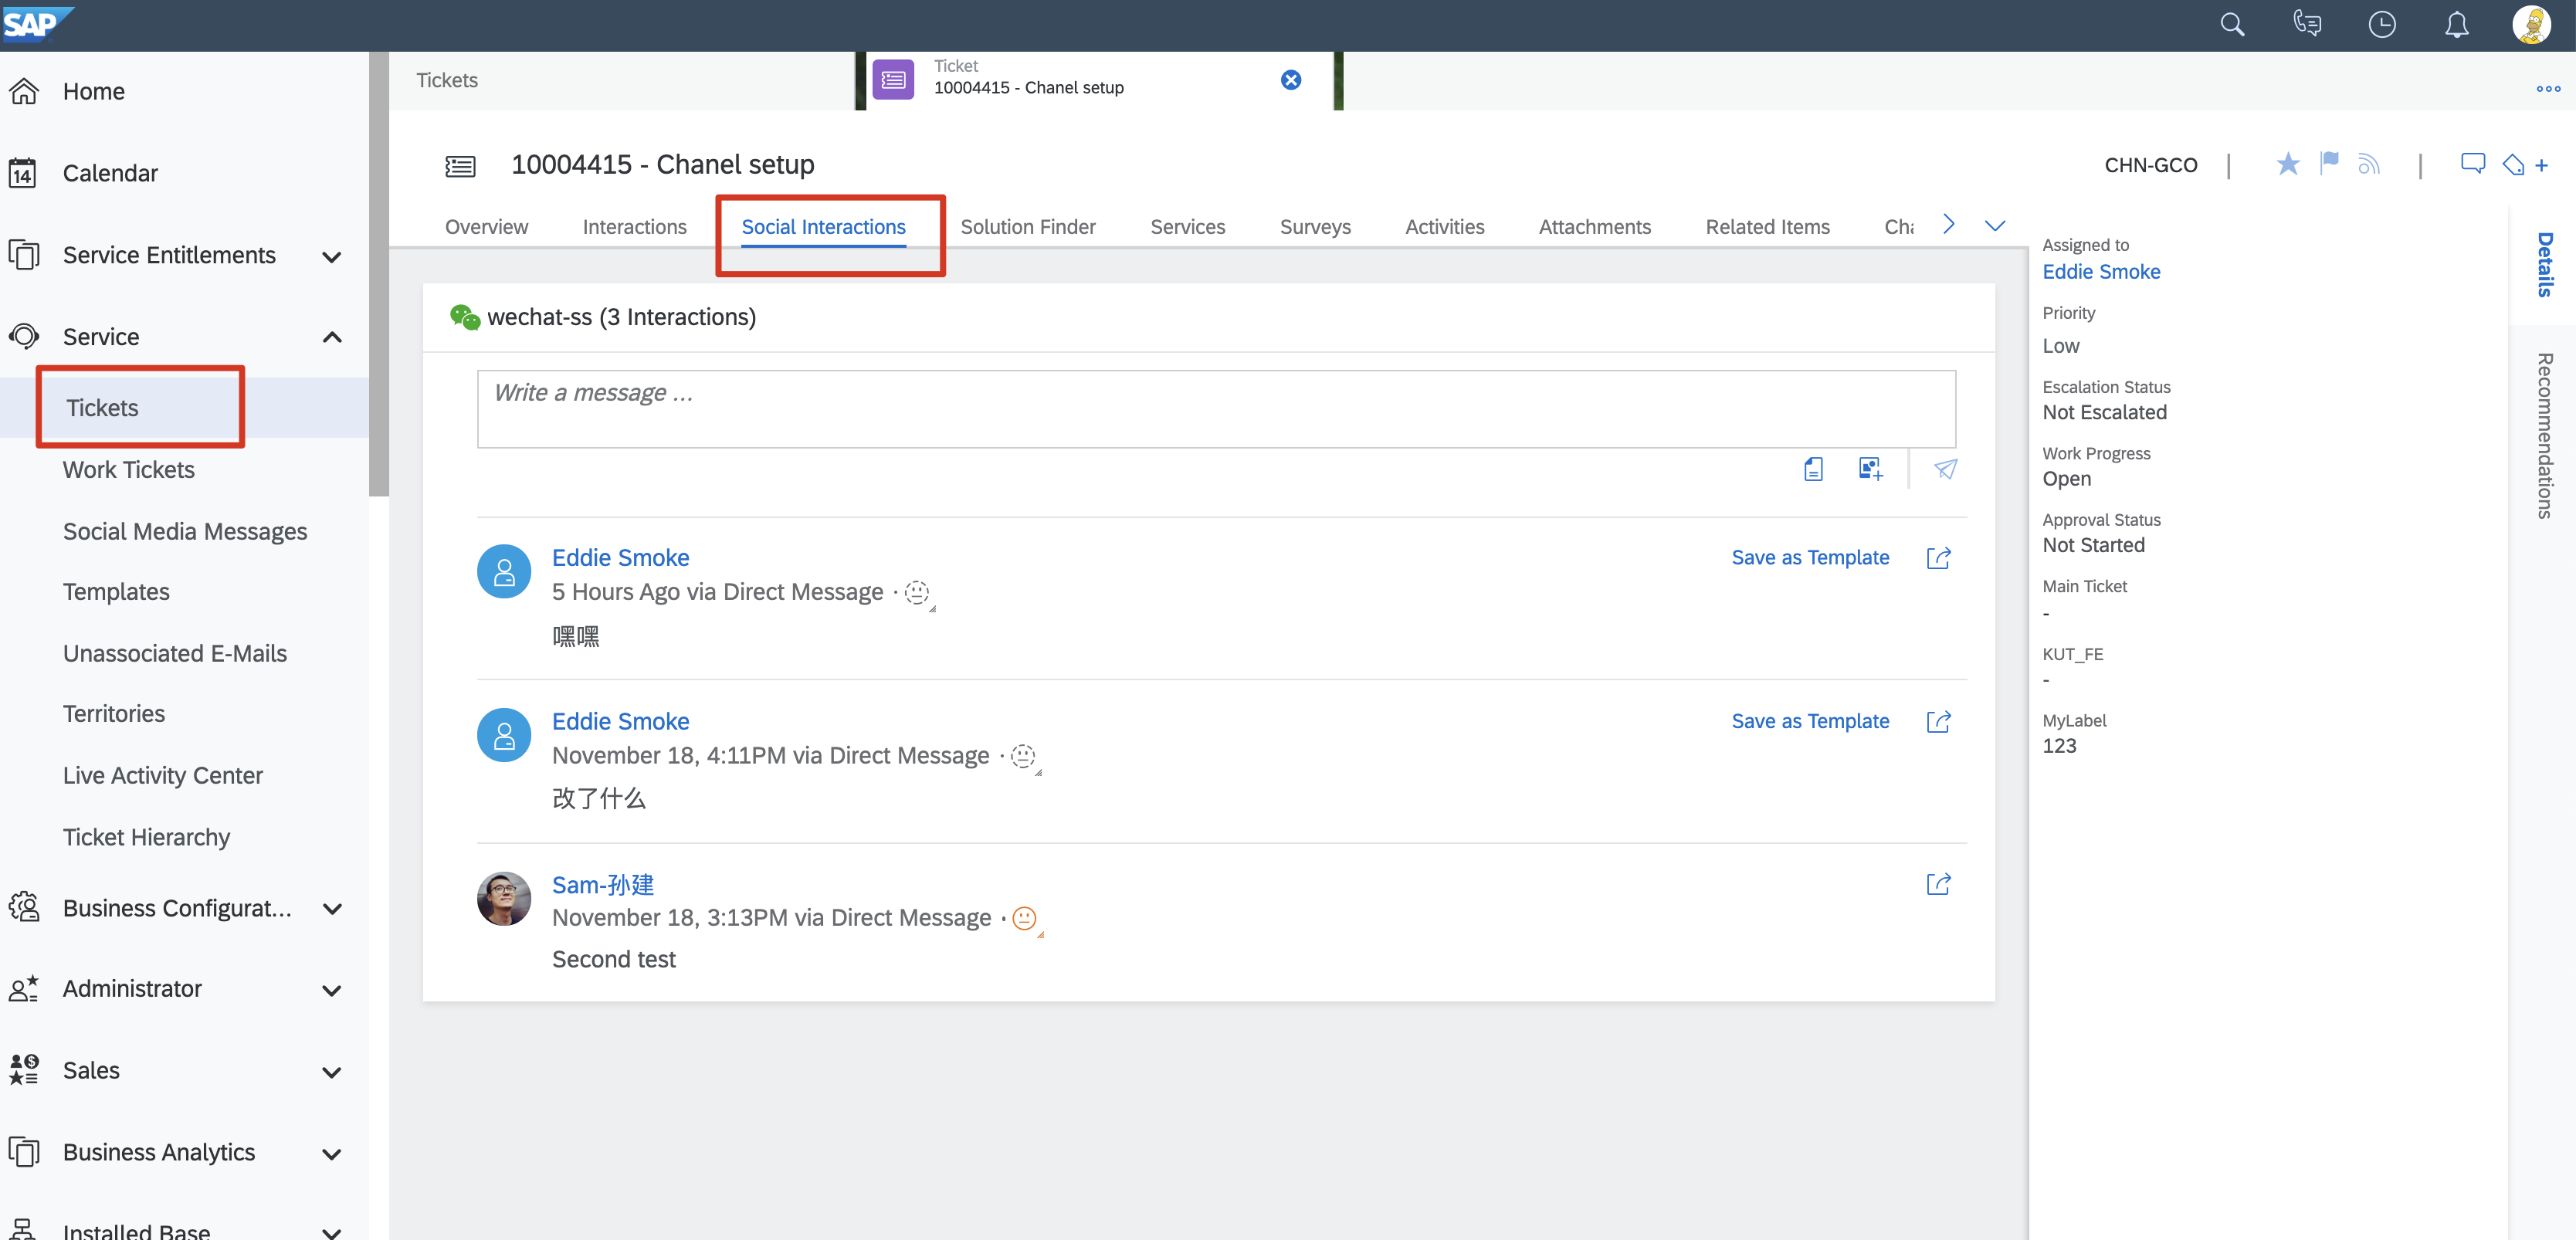 SAP
Home
14
Calendar
Service Entitlements
Service
Tickets
Work Tickets
Social Media Messages
Templates
Unassociated E-Mails
Territories
Live Activity Center
Ticket Hierarchy
Business Configurat...
Administrator
Sales
Business Analytics
Installed Base
Tickets
Ticket
10004415 - Chanel setup
10004415 - Chanel setup
CHN-GCO
Overview
Interactions
Social Interactions
Solution Finder
Services
Surveys
Activities
Attachments
Related Items
wechat-ss (3 Interactions)
Write a message ...
Eddie Smoke
Save as Template
5 Hours Ago via Direct Message ·
嘿嘿
Eddie Smoke
Save as Template
November 18, 4:11PM via Direct Message ·
改了什么
Sam-孙建
November 18, 3:13PM via Direct Message ·
Second test
Assigned to
Eddie Smoke
Priority
Low
Escalation Status
Not Escalated
Work Progress
Open
Approval Status
Not Started
Main Ticket
-
KUT_FE
-
MyLabel
123
Details
Recommendations